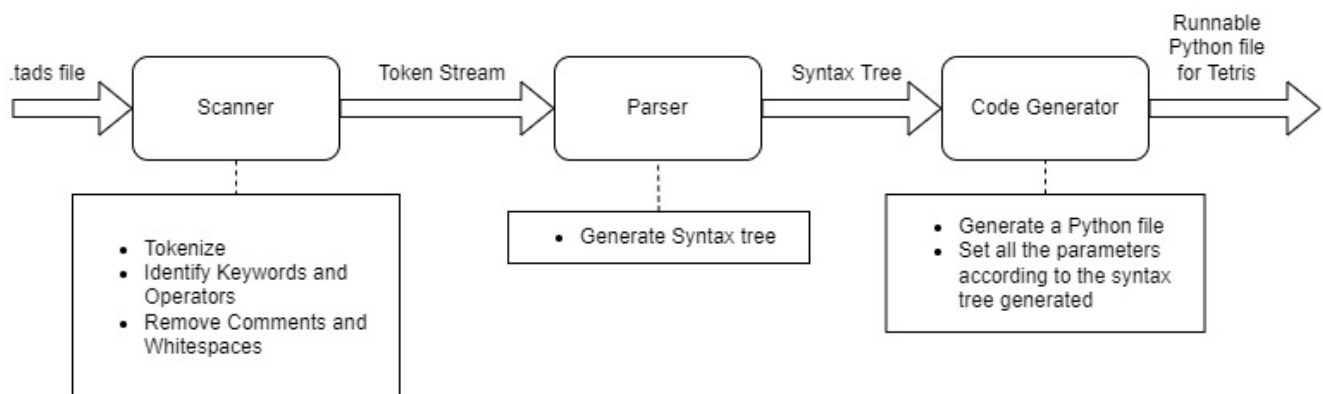 .tads file
Scanner
Token Stream
Parser
Syntax Tree
Code Generator
Runnable
Python file
for Tetris
• Tokenize
• Identify Keywords and
Operators
• Remove Comments and
Whitespaces
• Generate Syntax tree
• Generate a Python file
• Set all the parameters
according to the syntax
tree generated